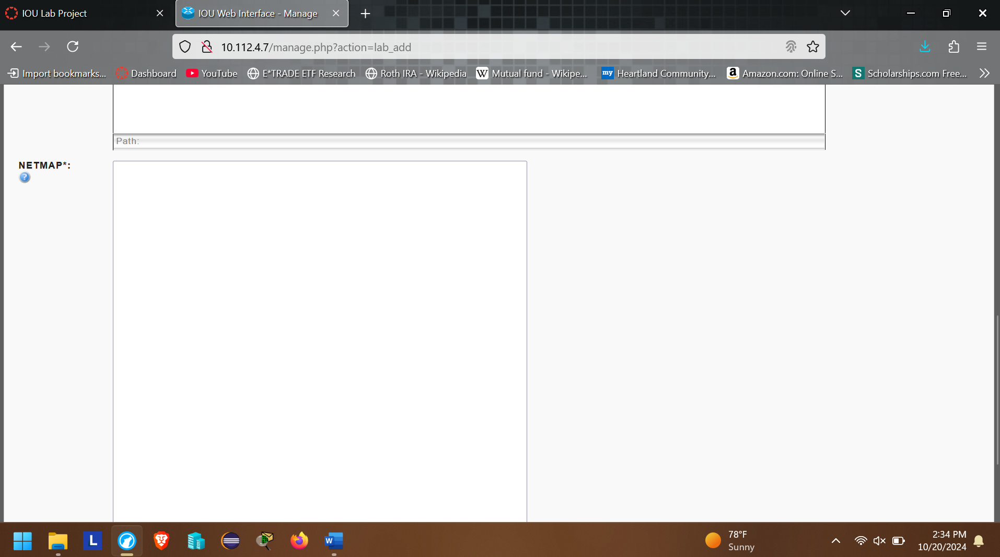 IOU Lab Project
IOU Web Interface - Manage
10.112.4.7/manage.php?action=lab_add
Import bookmarks...
Dashboard
YouTube
E*TRADE ETF Research
Roth IRA - Wikipedia
W
Mutual fund - Wikipe...
my
Heartland Community...
a
Amazon.com: Online S...
S
Scholarships.com Free...
Path:
NETMAP*:
?
L
W
78°F
Sunny
2:34 PM
10/20/2024